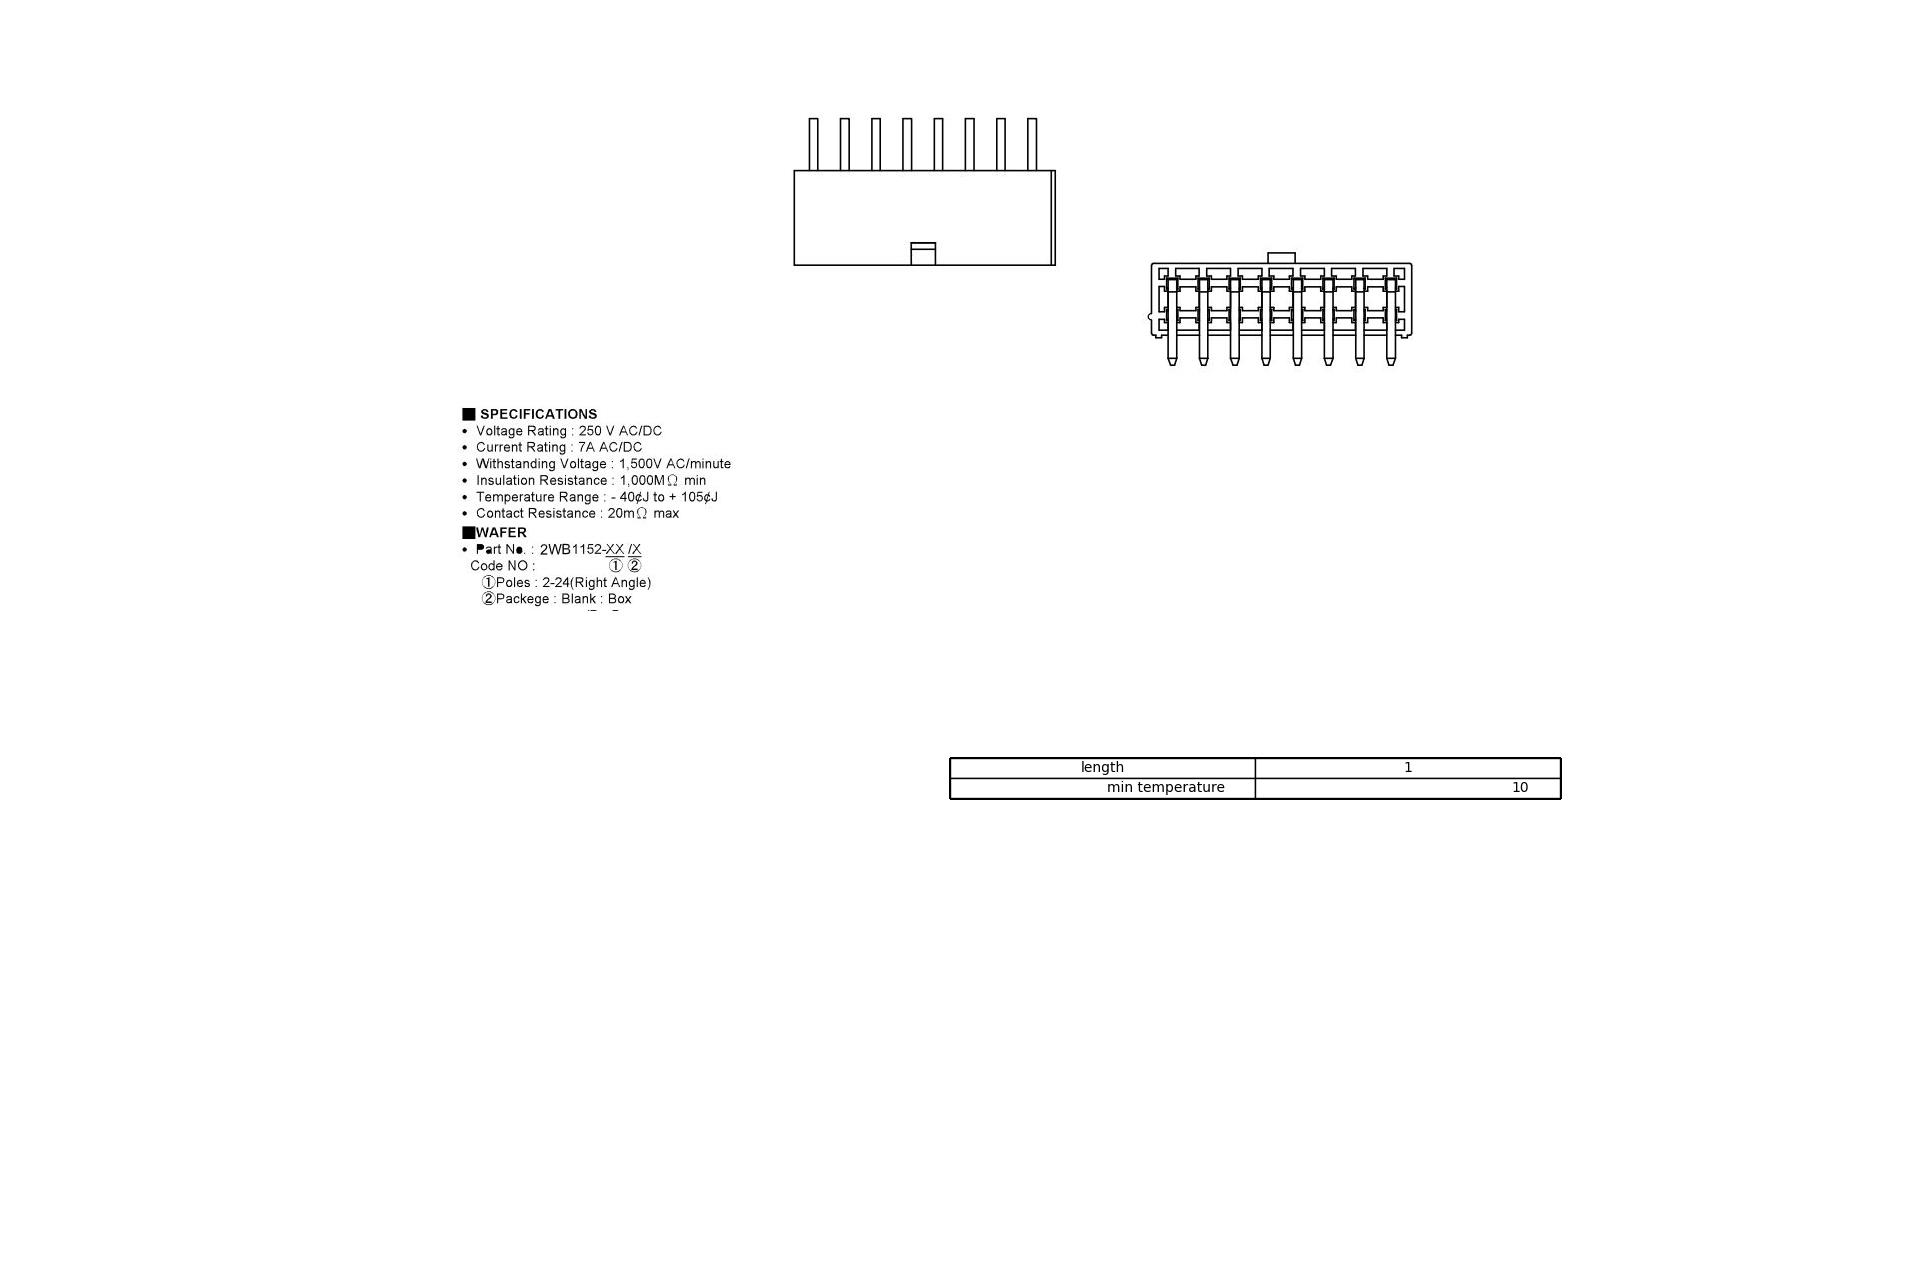 ■ SPECIFICATIONS
• Voltage Rating : 250 V AC/DC
• Current Rating : 7A AC/DC
• Withstanding Voltage : 1,500V AC/minute
• Insulation Resistance : 1,000MΩ min
• Temperature Range : - 40¢J to + 105¢J
• Contact Resistance : 20mΩ max
■WAFER
• Part No. : 2WB1152-XX /X
Code NO : ① ②
①Poles : 2-24(Right Angle)
②Packege : Blank : Box
length 1
min temperature 10